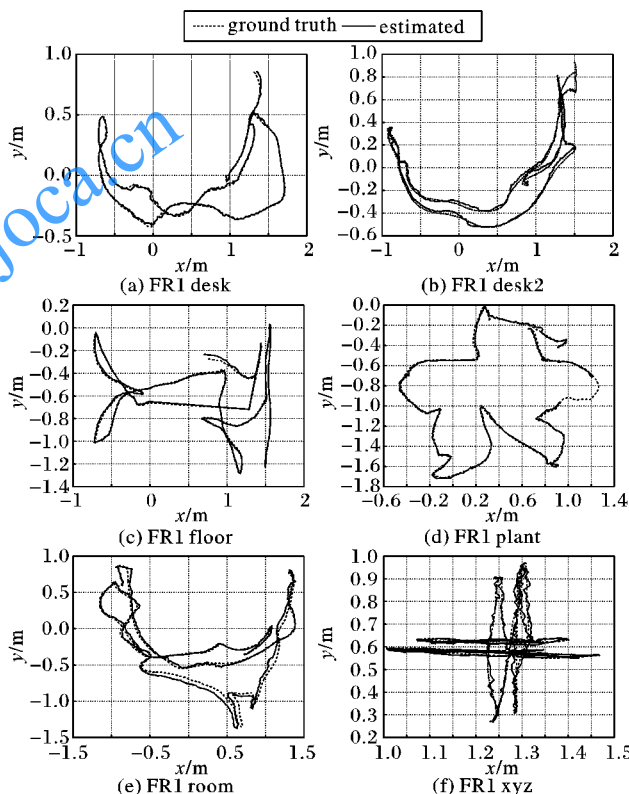 ground truth estimated
y/m
1.0
0.5
0.0
−0.5
−1 0 1 2
x/m
(a) FR1 desk
y/m
1.0
0.8
0.6
0.4
0.2
0.0
−0.2
−0.4
−0.6
−1 0 1 2
x/m
(b) FR1 desk2
joca.cn
y/m
0.2
0.0
−0.2
−0.4
−0.6
−0.8
−1.0
−1.2
−1.4
0 1 2
x/m
(c) FR1 floor
y/m
0.0
−0.2
−0.4
−0.6
−0.8
−1.0
−1.2
−1.4
−1.6
−1.8
−0.6 −0.2 0.2 0.6 1.0 1.4
x/m
(d) FR1 plant
y/m
1.0
0.5
0.0
−0.5
−1.0
−1.5
−1.5 −0.5 0.5 1.5
x/m
(e) FR1 room
y/m
1.0
0.9
0.8
0.7
0.6
0.5
0.4
0.3
0.2
1.0 1.1 1.2 1.3 1.4 1.5
x/m
(f) FR1 xyz